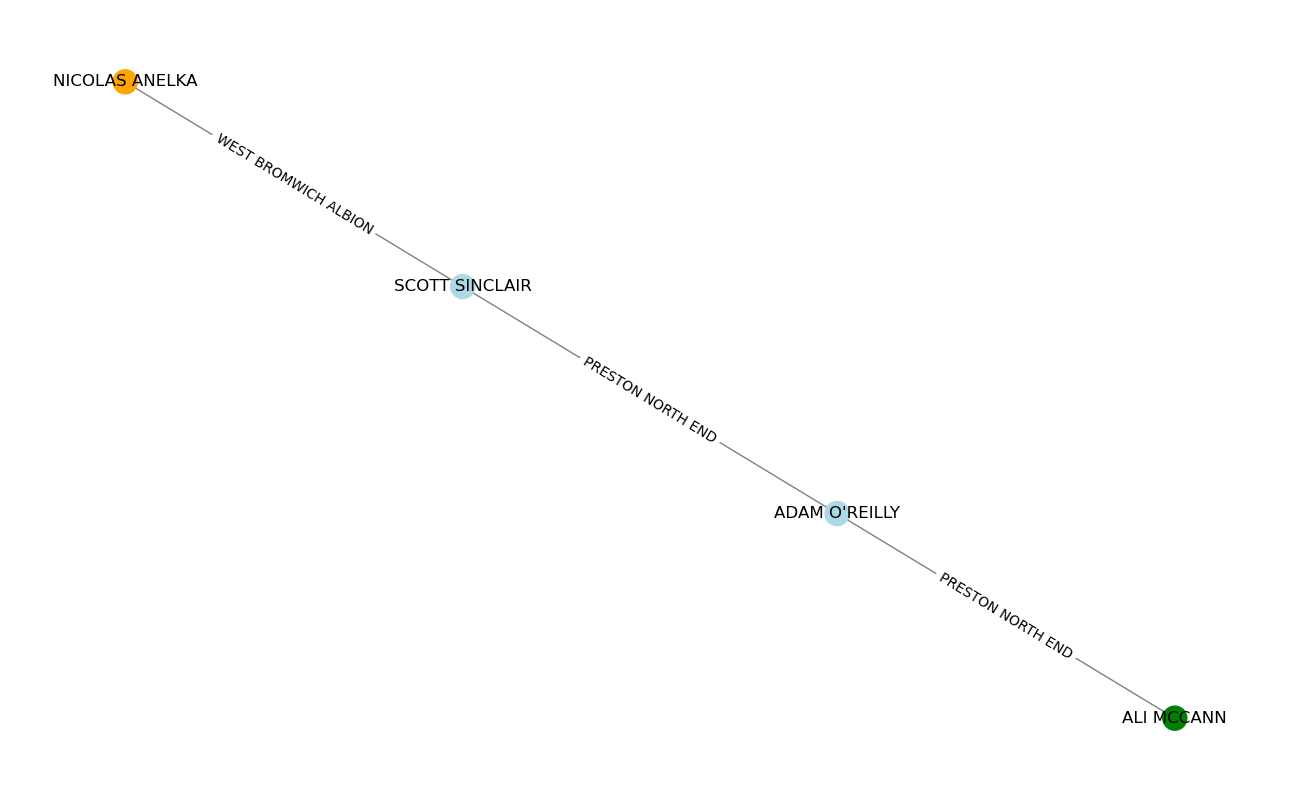 NICOLAS ANELKA
WEST BROMWICH ALBION
SCOTT SINCLAIR
PRESTON NORTH END
ADAM O'REILLY
PRESTON NORTH END
ALI MCCANN